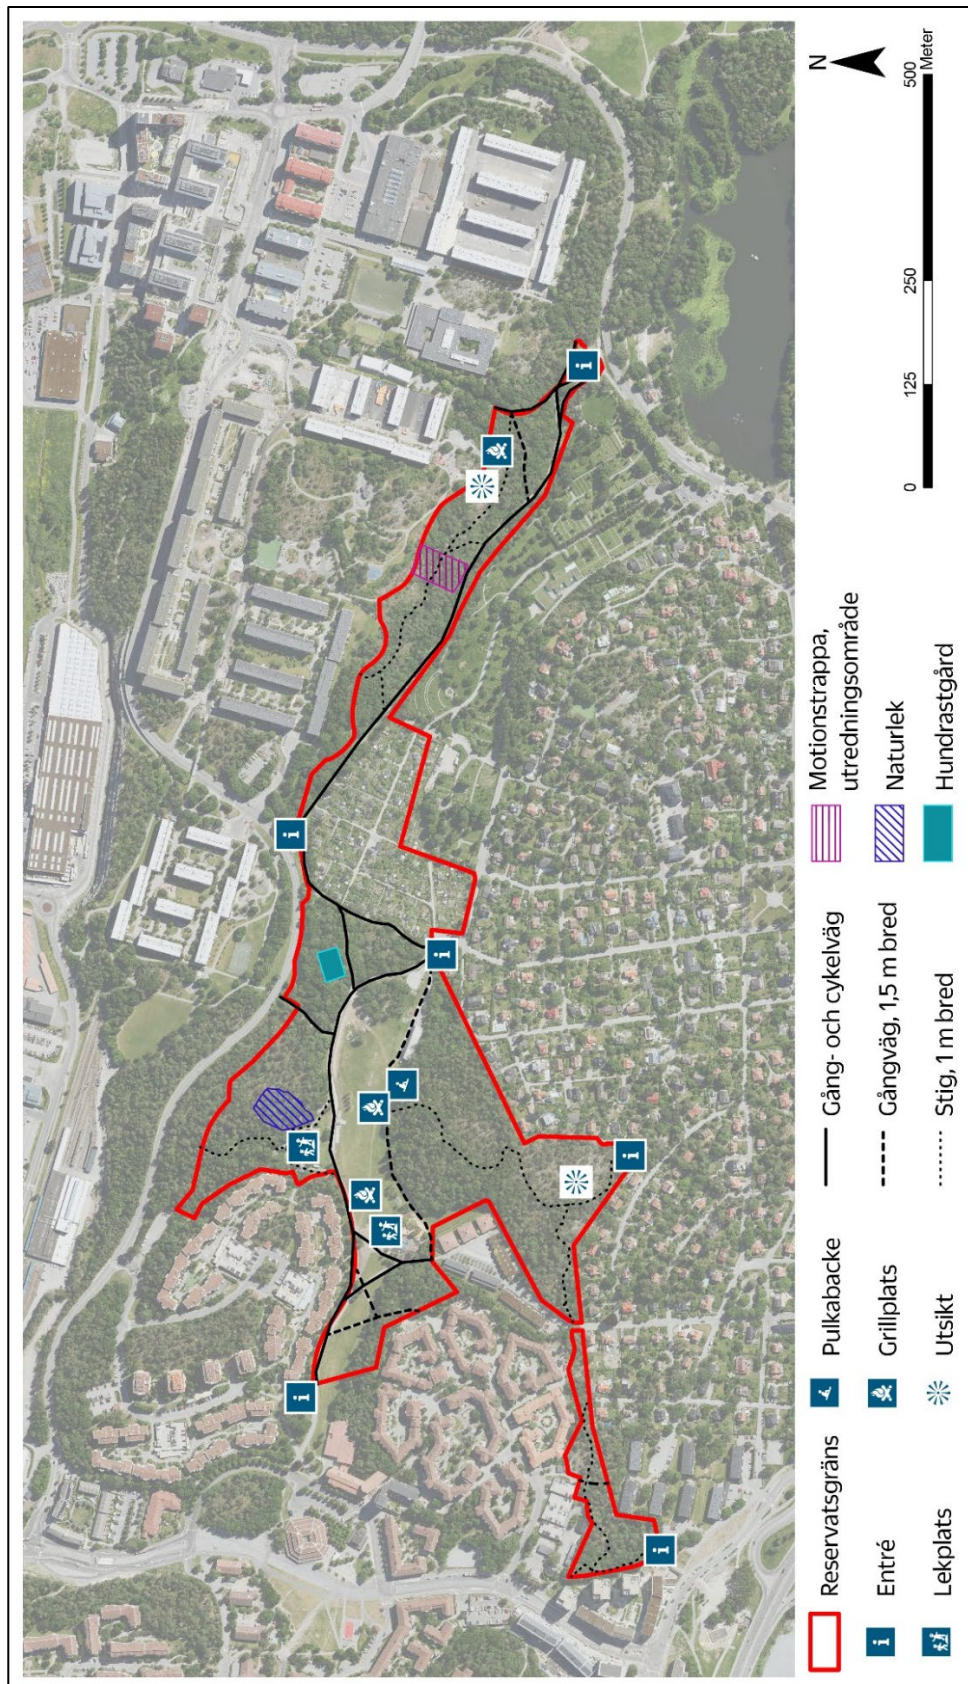 Reservatsgräns
Entré
Lekplats
Pulkabacke
Grillplats
Utsikt
Gång- och cykelväg
Gångväg, 1,5 m bred
Stig, 1 m bred
Motionstrappa,
utredningsområde
Naturlek
Hundrastgård
N
0 125 250 500
Meter